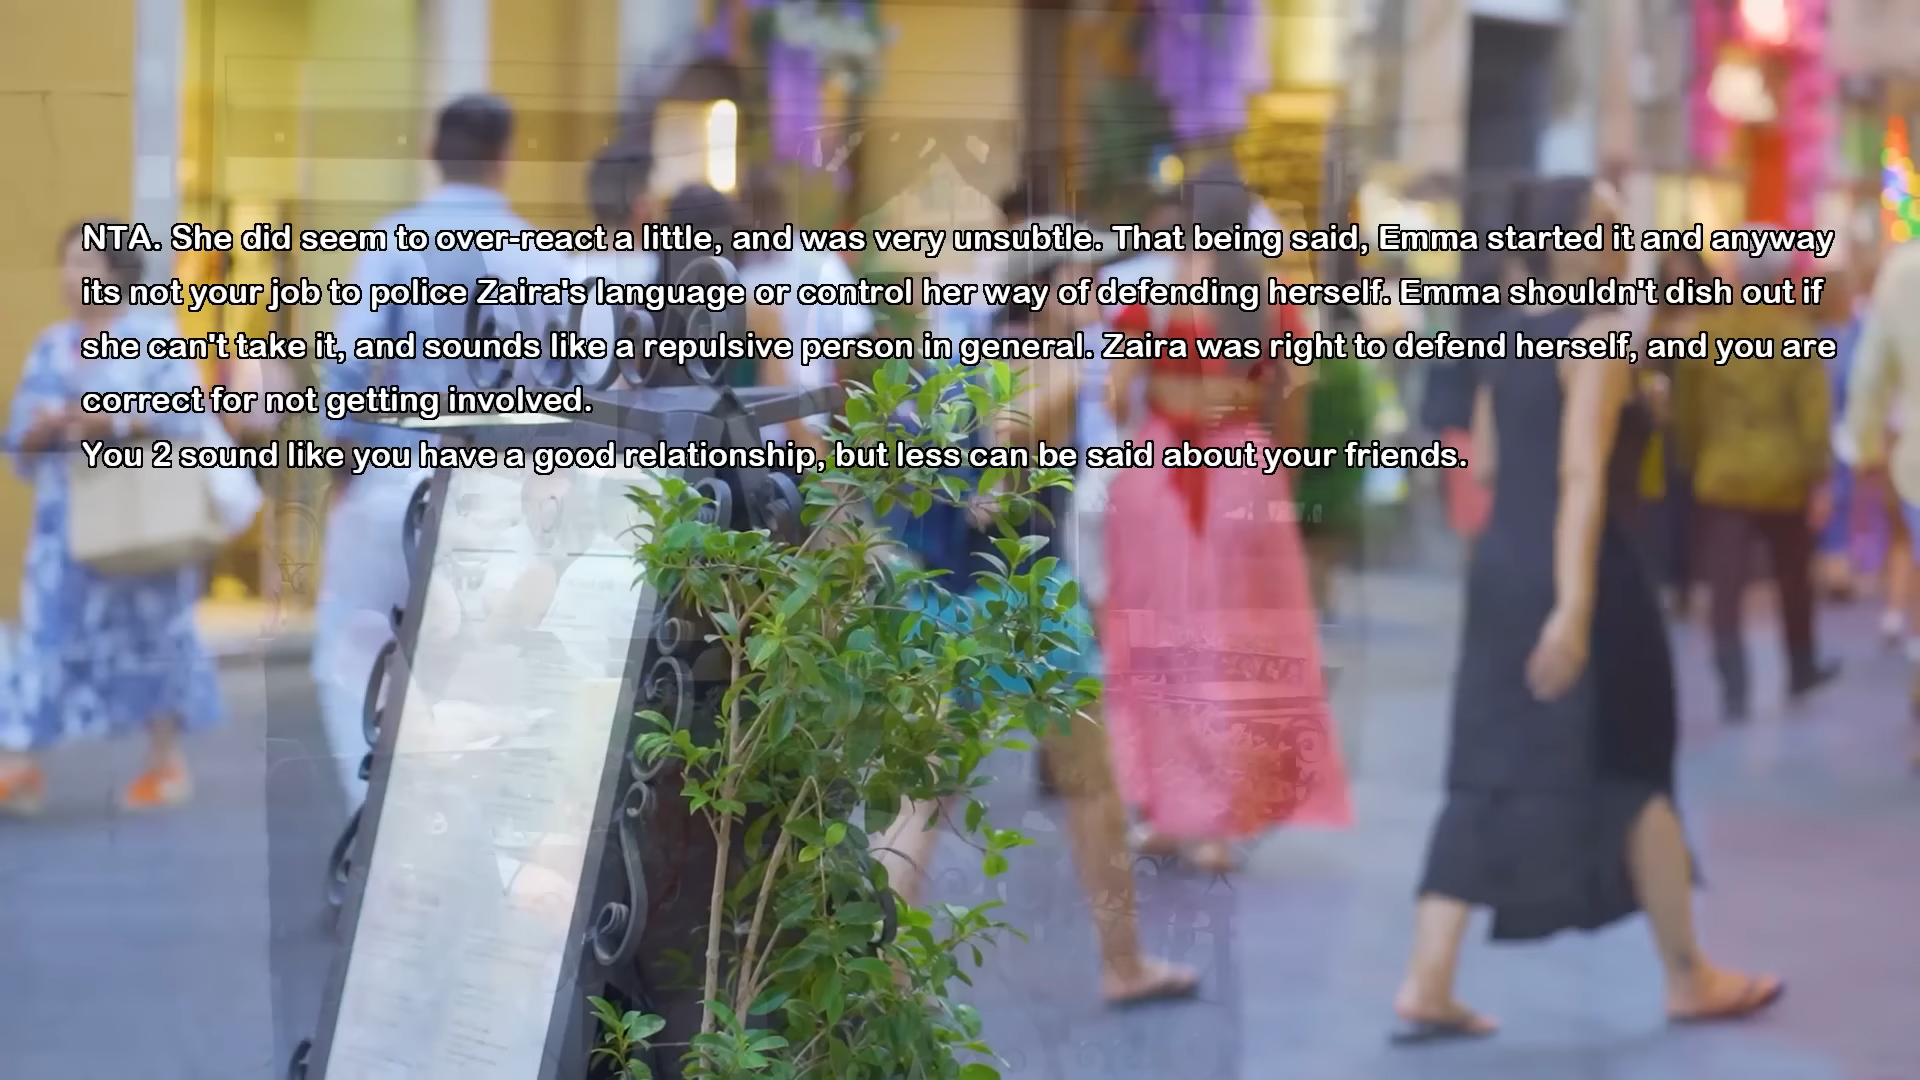 NTA. She did seem to over-react a little, and was very unsubtle. That being said, Emma started it and anyway
its not your job to police Zaira's language or control her way of defending herself. Emma shouldn't dish out if
she can't take it, and sounds like a repulsive person in general. Zaira was right to defend herself, and you are
correct for not getting involved.
You 2 sound like you have a good relationship, but less can be said about your friends.